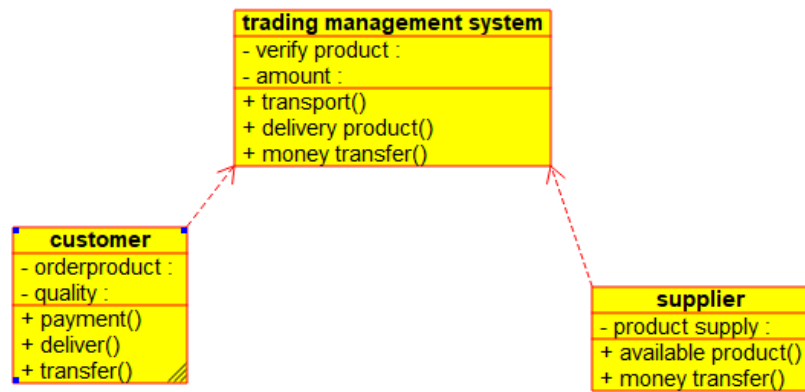 trading management system
- verify product :
- amount :
+ transport()
+ delivery product()
+ money transfer()
customer
- orderproduct :
- quality :
+ payment()
+ deliver()
+ transfer()
supplier
- product supply :
+ available product()
+ money transfer()